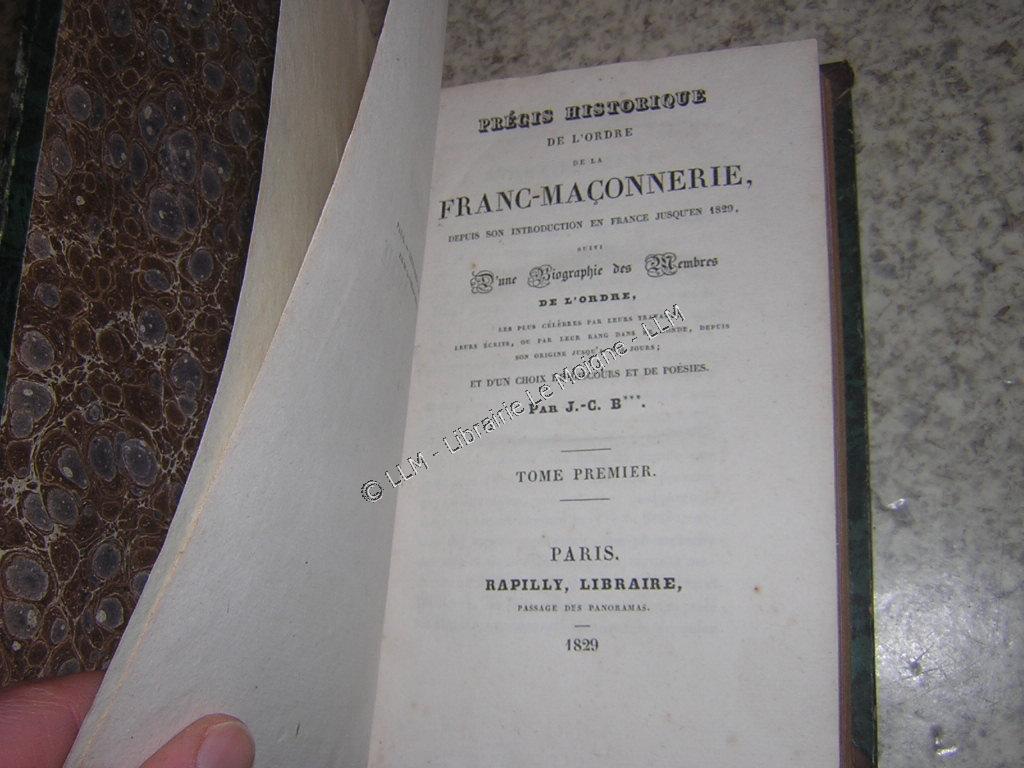 PRÉCIS HISTORIQUE
DE L'ORDRE
DE LA
FRANC-MAÇONNERIE,
DEPUIS SON INTRODUCTION EN FRANCE JUSQU'EN 1829,
SUIVI
D'une Biographie des Membres
DE L'ORDRE,
LES PLUS CÉLÈBRES PAR LEURS
LEURS ÉCRITS, OU PAR LEUR RANG DANS DEPUIS
SON ORIGINE JOURS;
ET D'UN CHOIX ET DE POÉSIES.
PAR J.-C. B***.
TOME PREMIER.
PARIS.
RAPILLY, LIBRAIRE,
PASSAGE DES PANORAMAS.
1829
© LLM - Librairie Le Moigne - LLM